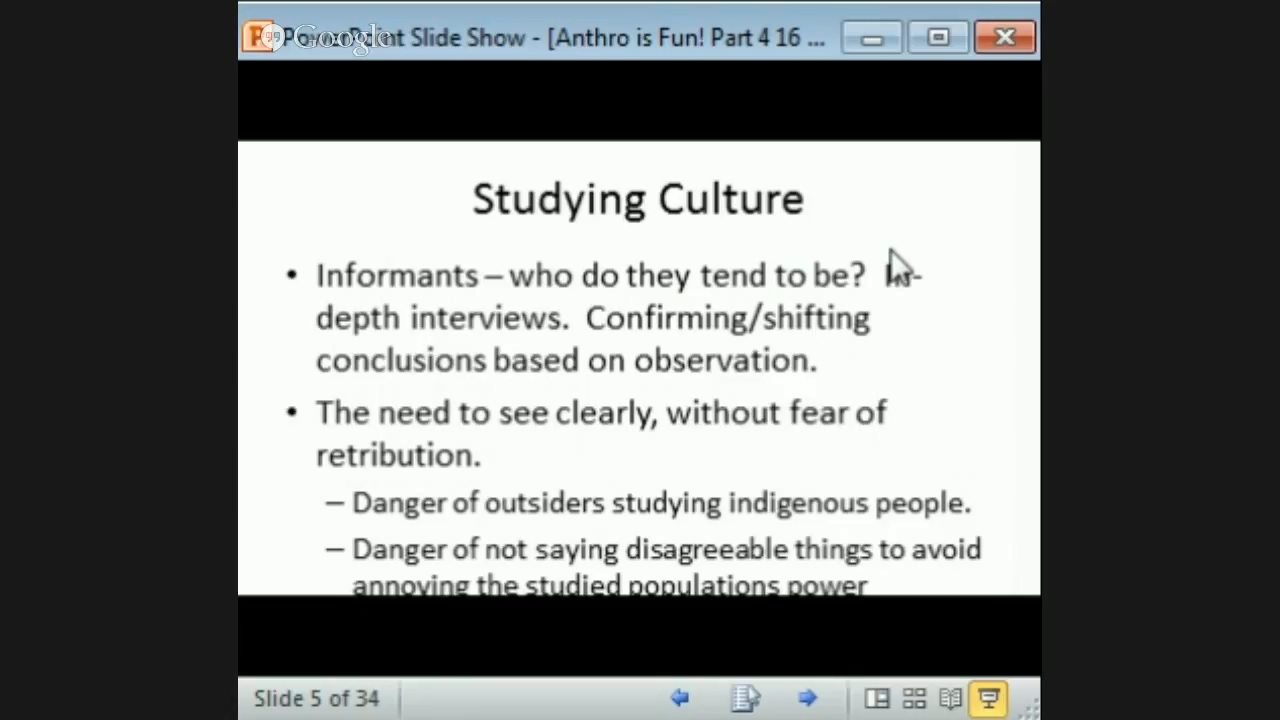 PowerPoint Slide Show - [Anthro is Fun! Part 4 16 ...
Google
Studying Culture
• Informants – who do they tend to be? In-
depth interviews. Confirming/shifting
conclusions based on observation.
• The need to see clearly, without fear of
retribution.
– Danger of outsiders studying indigenous people.
– Danger of not saying disagreeable things to avoid
annoying the studied populations power
Slide 5 of 34